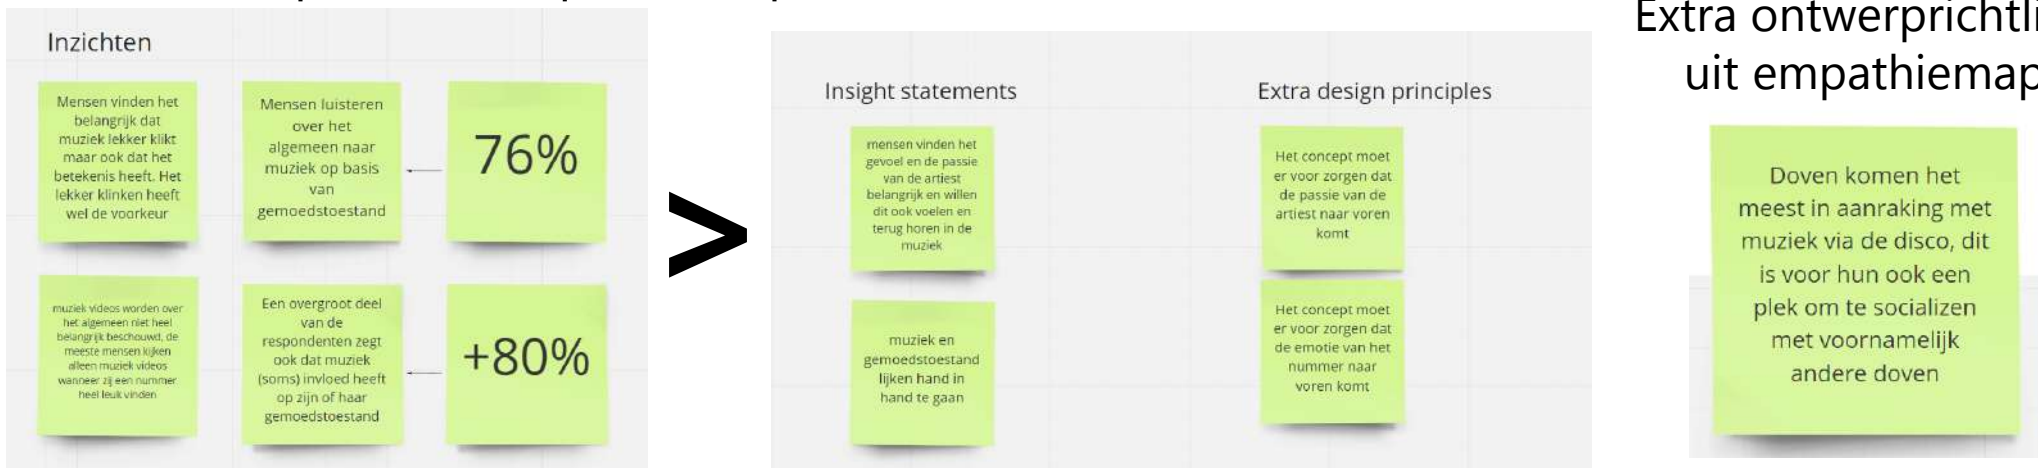 Inzichten
Mensen vinden het
belangrijk dat
muziek lekker klikt
maar ook dat het
betekenis heeft. Het
lekker klinken heeft
wel de voorkeur
Mensen luisteren
over het
algemeen naar
muziek op basis
van
gemoedstoestand
76%
muziek videos worden over
het algemeen niet heel
belangrijk beschouwd, de
meeste mensen kijken
alleen muziek videos
wanneer zij een nummer
heel leuk vinden
Een overgroot deel
van de
respondenten zegt
ook dat muziek
(soms) invloed heeft
op zijn of haar
gemoedstoestand
+80%
>
Insight statements
mensen vinden het
gevoel en de passie
van de artiest
belangrijk en willen
dit ook voelen en
terug horen in de
muziek
muziek en
gemoedstoestand
lijken hand in
hand te gaan
Extra design principles
Het concept moet
er voor zorgen dat
de passie van de
artiest naar voren
komt
Het concept moet
er voor zorgen dat
de emotie van het
nummer naar
voren komt
Extra ontwerprichtli
uit empathiemap
Doven komen het
meest in aanraking met
muziek via de disco, dit
is voor hun ook een
plek om te socializen
met voornamelijk
andere doven